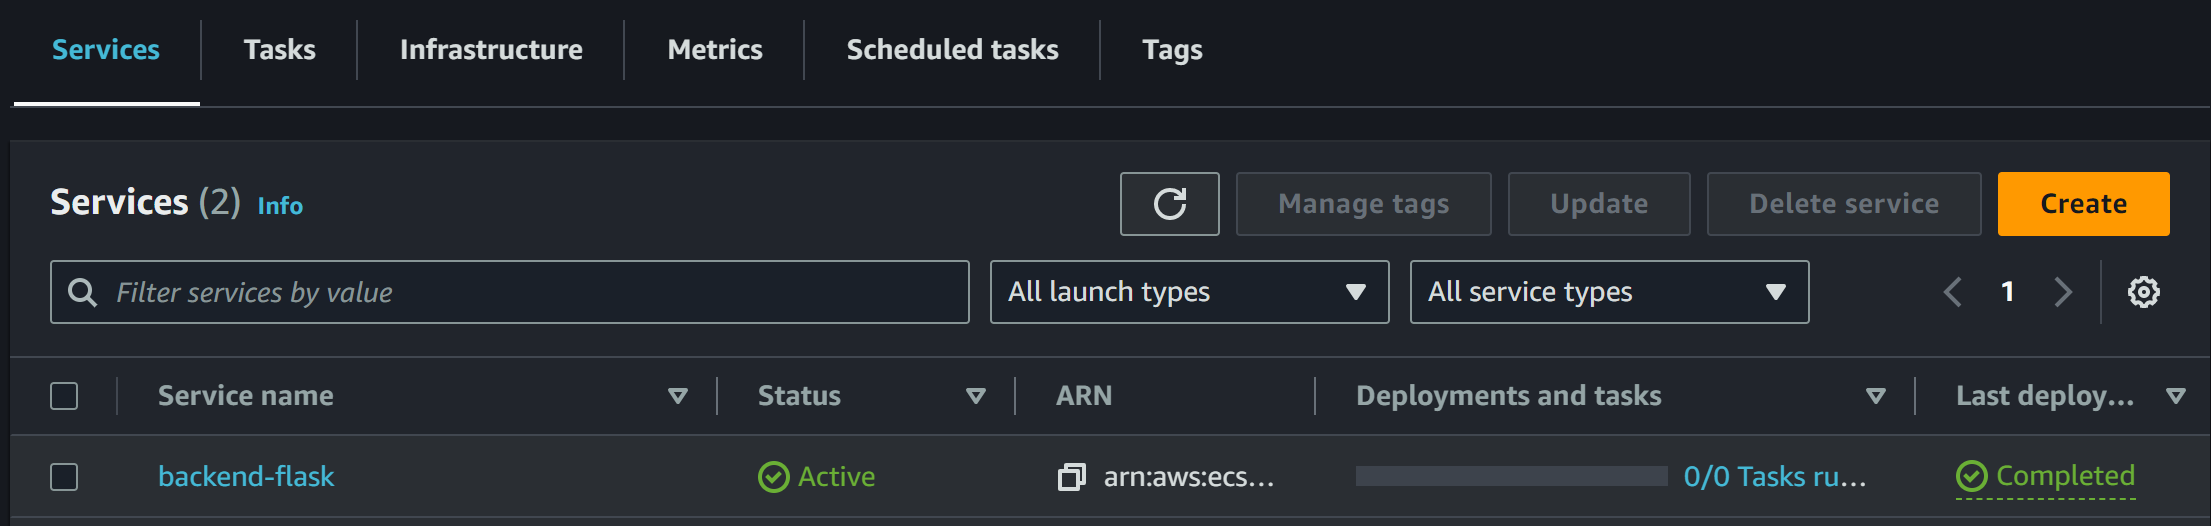 Services Tasks Infrastructure Metrics Scheduled tasks Tags
Services (2) Info Manage tags Update Delete service Create
Filter services by value All launch types All service types 1
Service name Status ARN Deployments and tasks Last deploy...
backend-flask Active arn:aws:ecs... 0/0 Tasks ru... Completed